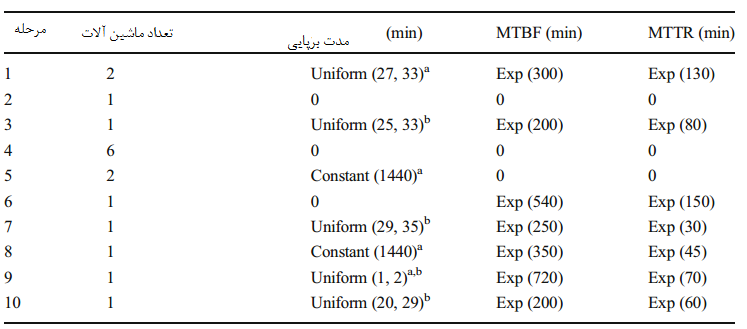 مرحله تعداد ماشین آلات مدت برپایی (min) MTBF (min) MTTR (min)
1 2 Uniform (27, 33)a Exp (300) Exp (130)
2 1 0 0 0
3 1 Uniform (25, 33)b Exp (200) Exp (80)
4 6 0 0 0
5 2 Constant (1440)a 0 0
6 1 0 Exp (540) Exp (150)
7 1 Uniform (29, 35)b Exp (250) Exp (30)
8 1 Constant (1440)a Exp (350) Exp (45)
9 1 Uniform (1, 2)a,b Exp (720) Exp (70)
10 1 Uniform (20, 29)b Exp (200) Exp (60)